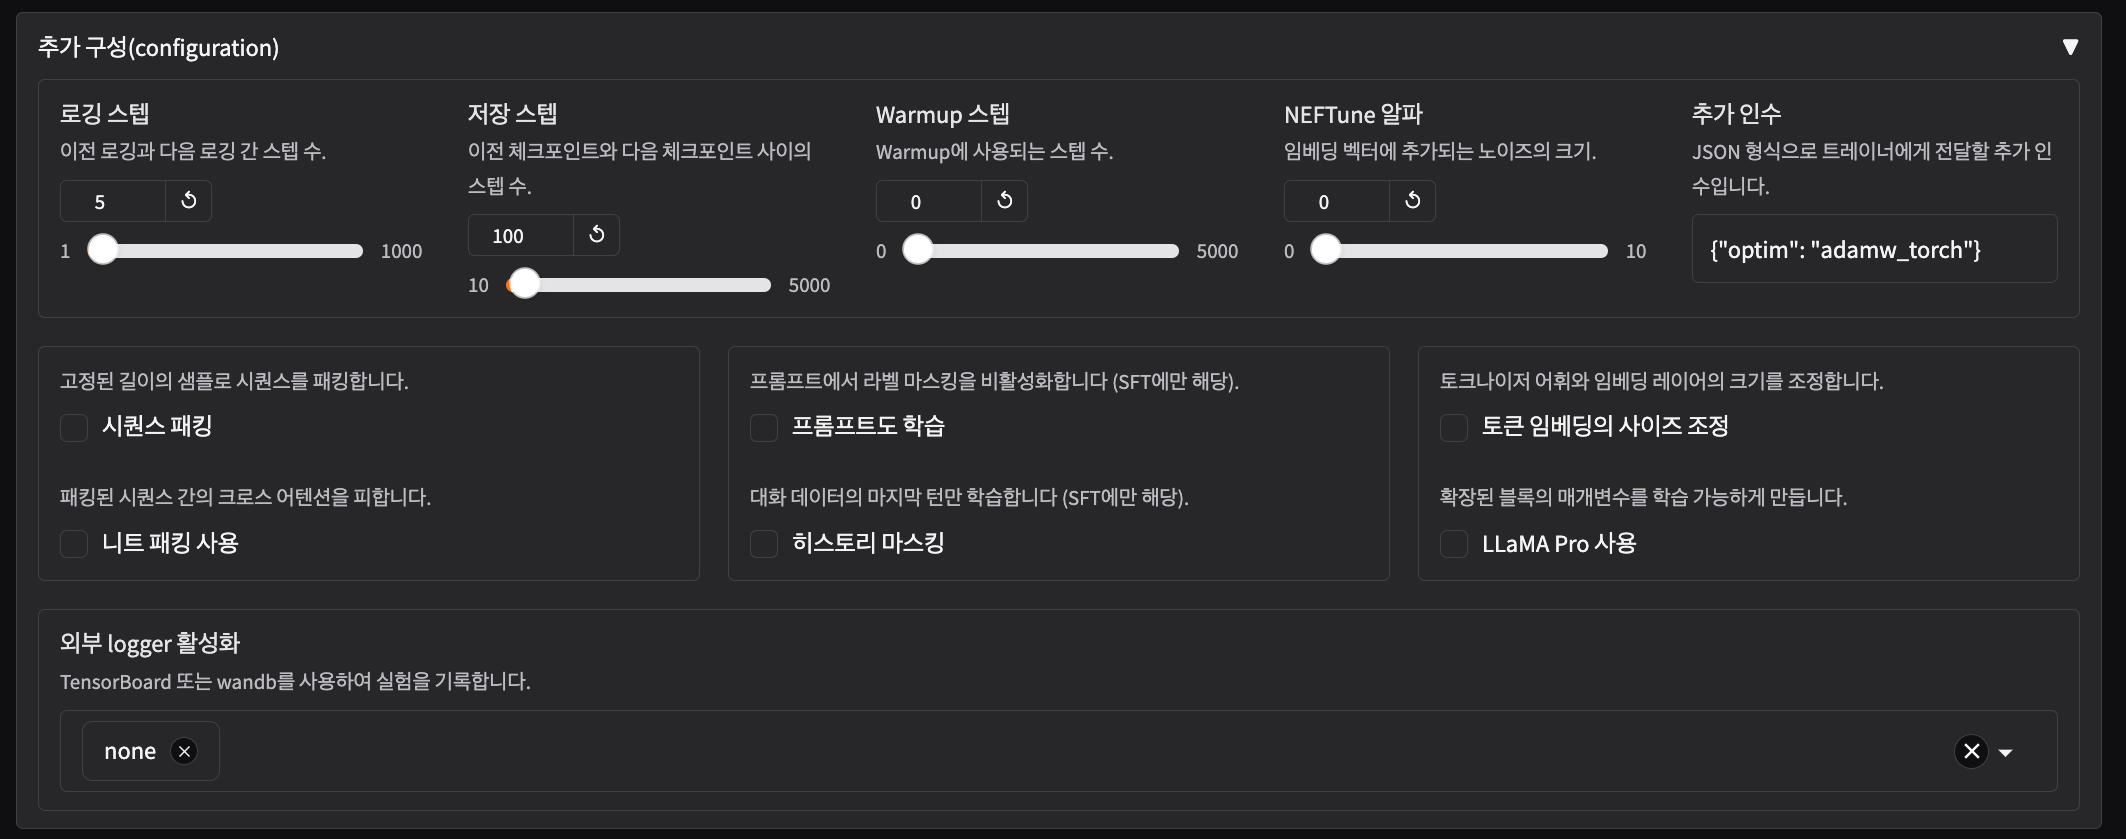 추가 구성(configuration)
로깅 스텝
이전 로깅과 다음 로깅 간 스텝 수.
5
1
1000
저장 스텝
이전 체크포인트와 다음 체크포인트 사이의
스텝 수.
100
10
5000
Warmup 스텝
Warmup에 사용되는 스텝 수.
0
0
5000
NEFTune 알파
임베딩 벡터에 추가되는 노이즈의 크기.
0
0
10
추가 인수
JSON 형식으로 트레이너에게 전달할 추가 인
수입니다.
{"optim": "adamw_torch"}
고정된 길이의 샘플로 시퀀스를 패킹합니다.
시퀀스 패킹
패킹된 시퀀스 간의 크로스 어텐션을 피합니다.
니트 패킹 사용
프롬프트에서 라벨 마스킹을 비활성화합니다 (SFT에만 해당).
프롬프트도 학습
대화 데이터의 마지막 턴만 학습합니다 (SFT에만 해당).
히스토리 마스킹
토크나이저 어휘와 임베딩 레이어의 크기를 조정합니다.
토큰 임베딩의 사이즈 조정
확장된 블록의 매개변수를 학습 가능하게 만듭니다.
LLaMA Pro 사용
외부 logger 활성화
TensorBoard 또는 wandb를 사용하여 실험을 기록합니다.
none